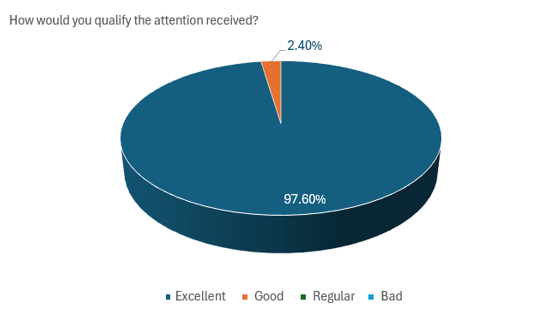 How would you qualify the attention received?
2.40%
97.60%
Excellent Good Regular Bad